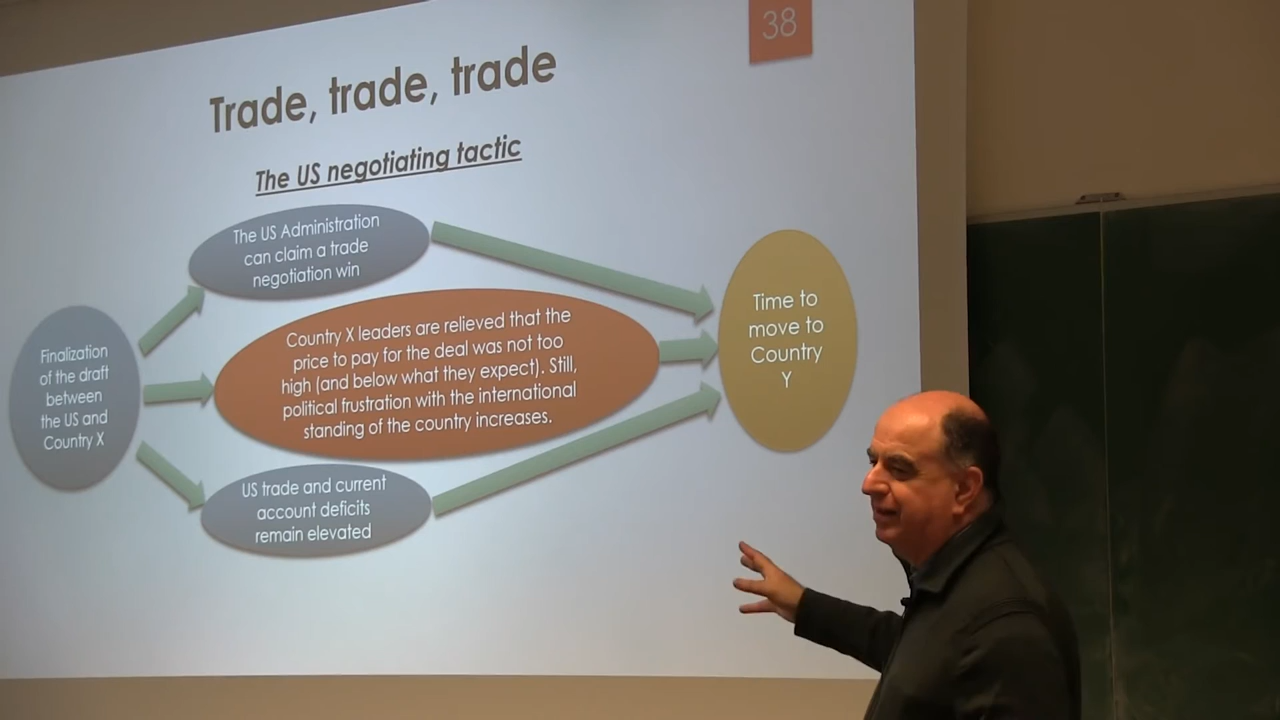 38
Trade, trade, trade
The US negotiating tactic
Finalization
of the draft
between
the US and
Country X
The US Administration
can claim a trade
negotiation win
Country X leaders are relieved that the
price to pay for the deal was not too
high (and below what they expect). Still,
political frustration with the international
standing of the country increases.
US trade and current
account deficits
remain elevated
Time to
move to
Country
Y